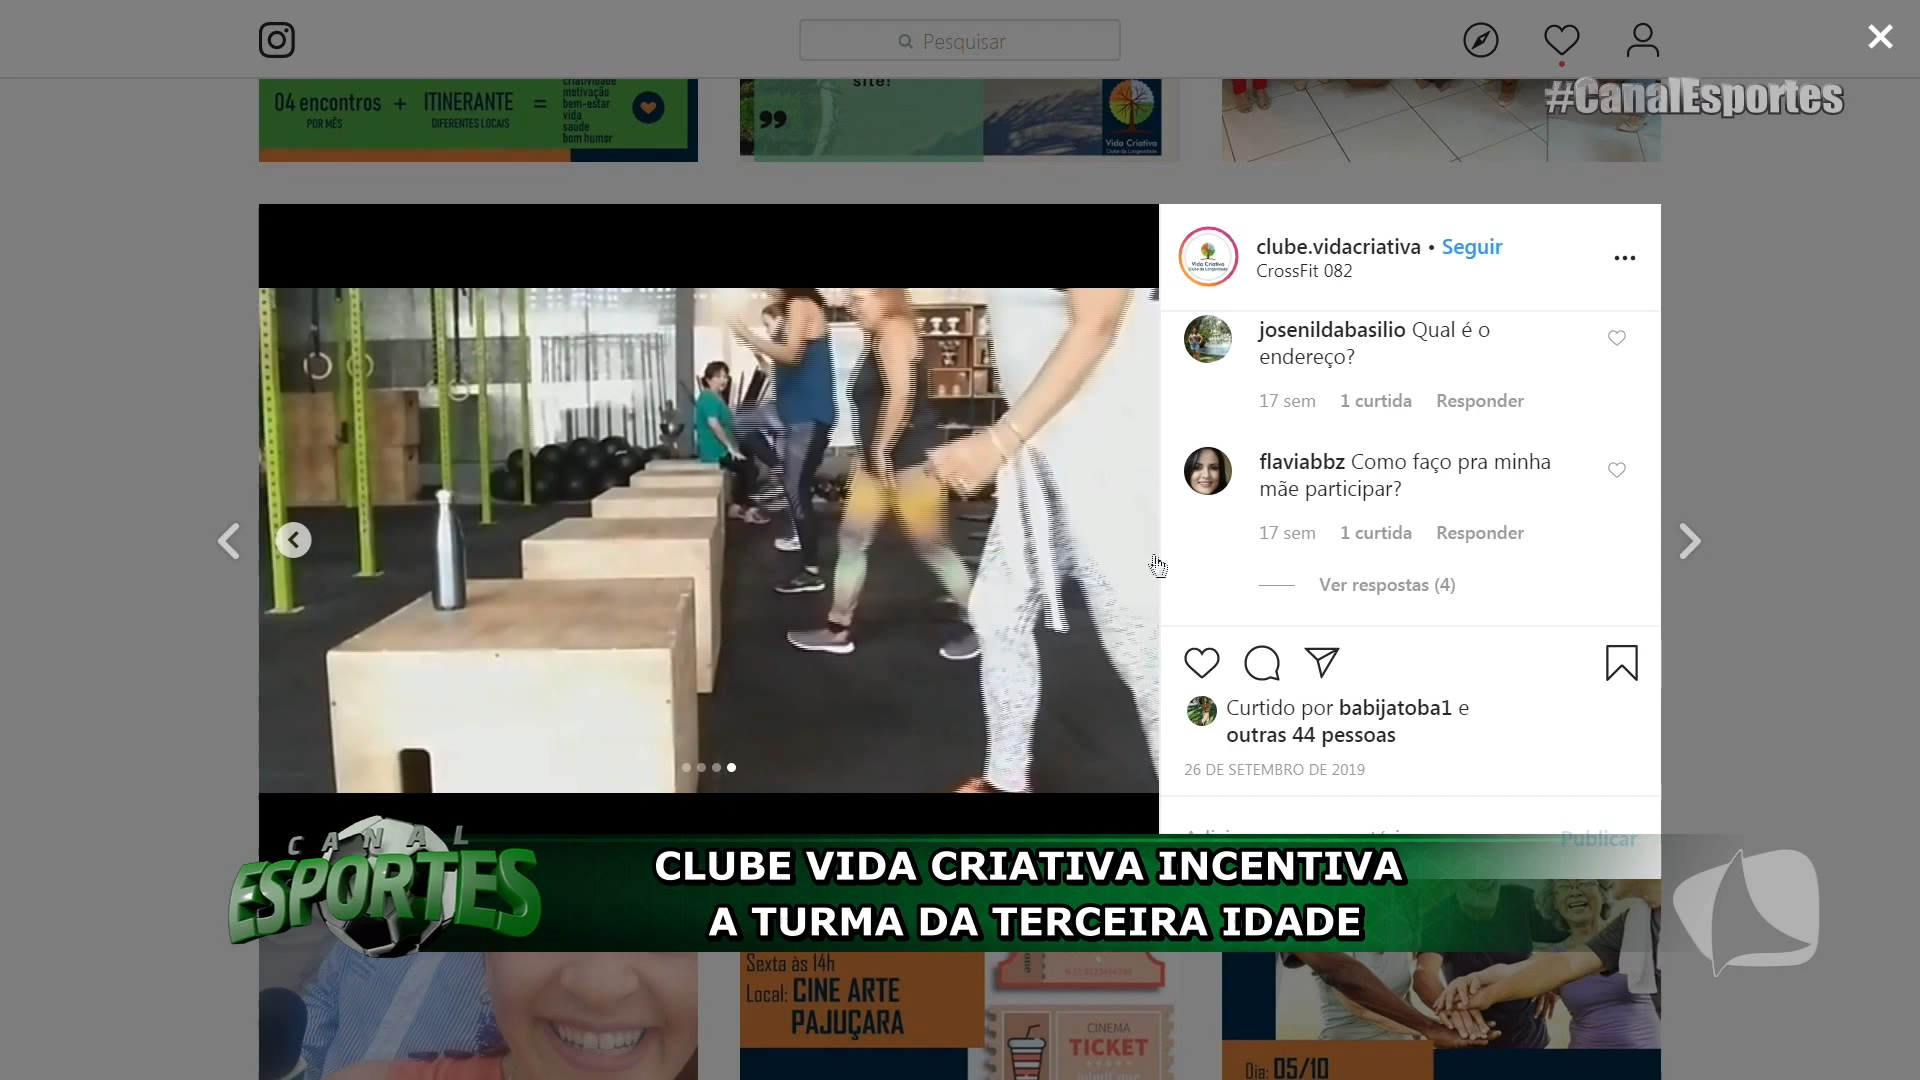 Pesquisar
#CanalEsportes
04 encontros + ITINERANTE =
POR MÊS
DIFERENTES LOCAIS
criatividade
motivação
bem-estar
vida
saúde
bom humor
site!
Vida Criativa
Clube da Longevidade
clube.vidacriativa • Seguir
CrossFit 082
josenildabasilio Qual é o
endereço?
17 sem 1 curtida Responder
flaviabbz Como faço pra minha
mãe participar?
17 sem 1 curtida Responder
Ver respostas (4)
Curtido por babijatoba1 e
outras 44 pessoas
26 DE SETEMBRO DE 2019
Publicar
CANAL
ESPORTES
CLUBE VIDA CRIATIVA INCENTIVA
A TURMA DA TERCEIRA IDADE
Sexta às 14h
Local: CINE ARTE
PAJUÇARA
CINEMA
TICKET
Dia: 05/10